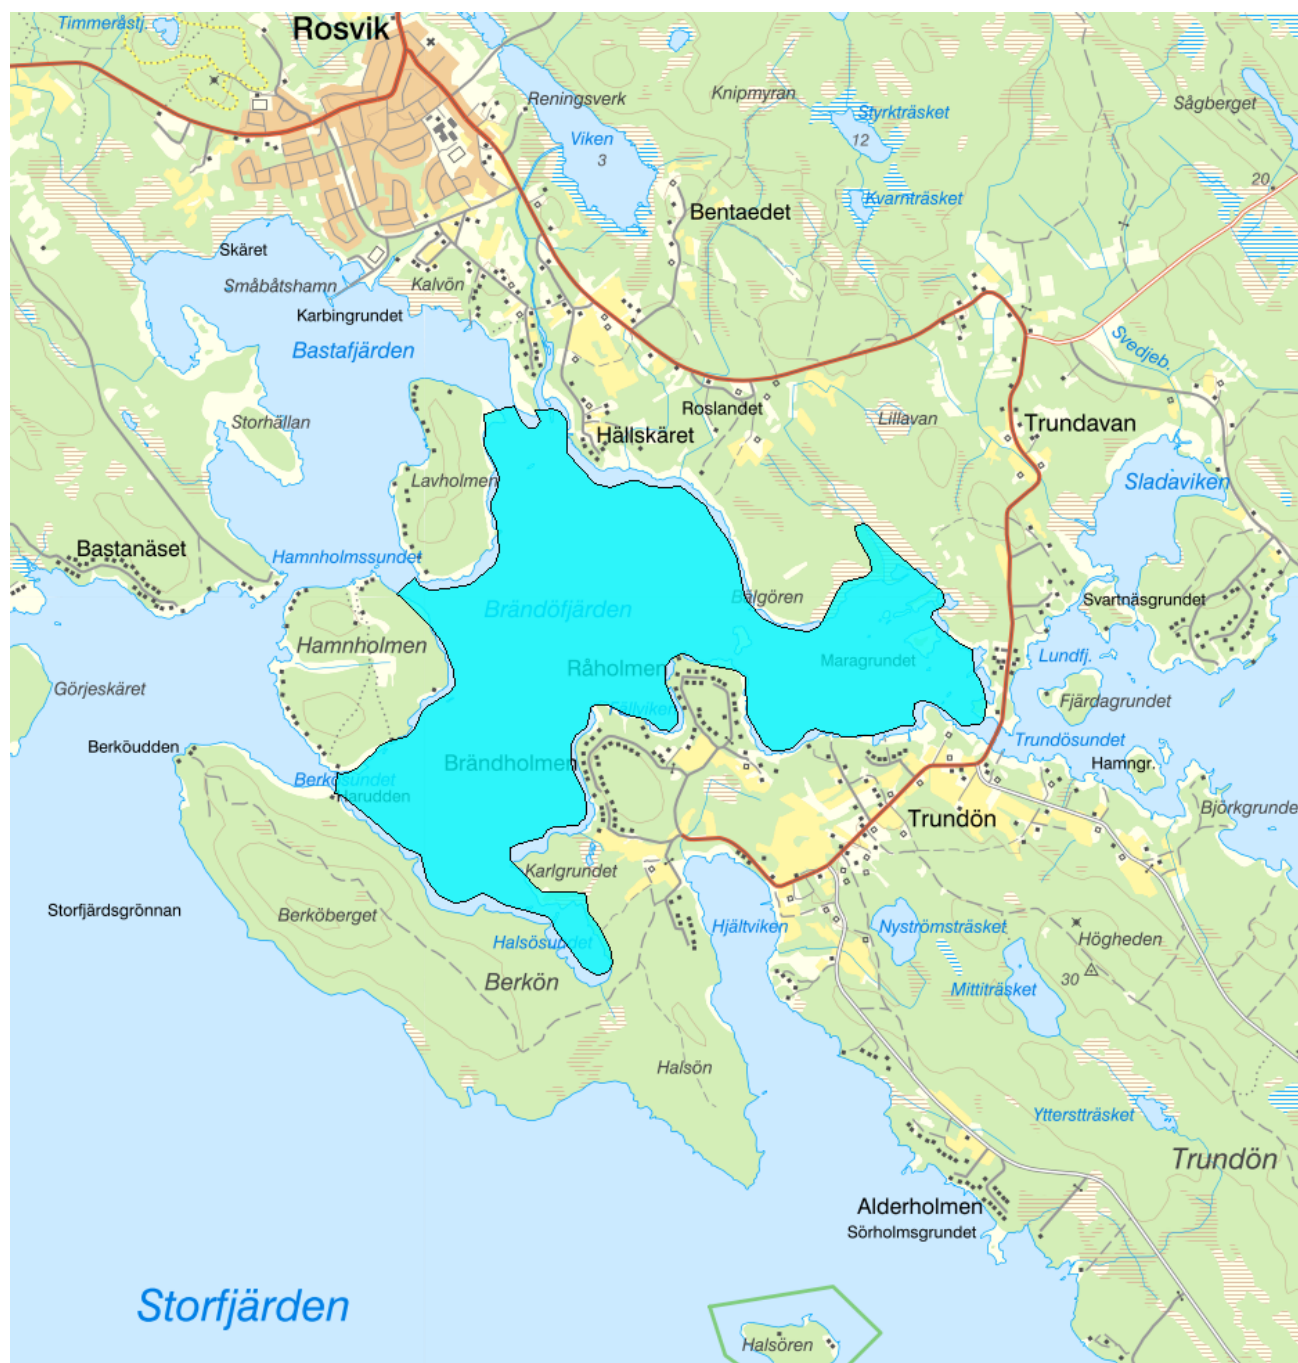 Timmeråstj.
Rosvik
Reningsverk
Knipmyran
Sågberget
Styrkträsket
Viken
12
3
20
Kvarnträsket
Bentaedet
Skäret
Småbåtshamn
Kalvön
Karbingrundet
Bastafjärden
Svedjeb.
Roslandet
Storhällan
Lillavan
Trundavan
Hällskäret
Lavholmen
Sladaviken
Bastanäset
Hamnholmssundet
Bälgören
Svartnäsgrundet
Brändöfjärden
Hamnholmen
Råholmen
Maragrundet
Lundfj.
Görjeskäret
Fjärdagrundet
Fällviken
Berköudden
Trundösundet
Brändholmen
Hamngr.
Berkösundet
Harudden
Björkgrunde
Trundön
Karlgrundet
Storfjärdsgrönnan
Berköberget
Hjältviken
Nyströmsträsket
Halsösundet
Högheden
Berkön
30
Mittiträsket
Halsön
Ytterstträsket
Trundön
Alderholmen
Sörholmsgrundet
Storfjärden
Halsören